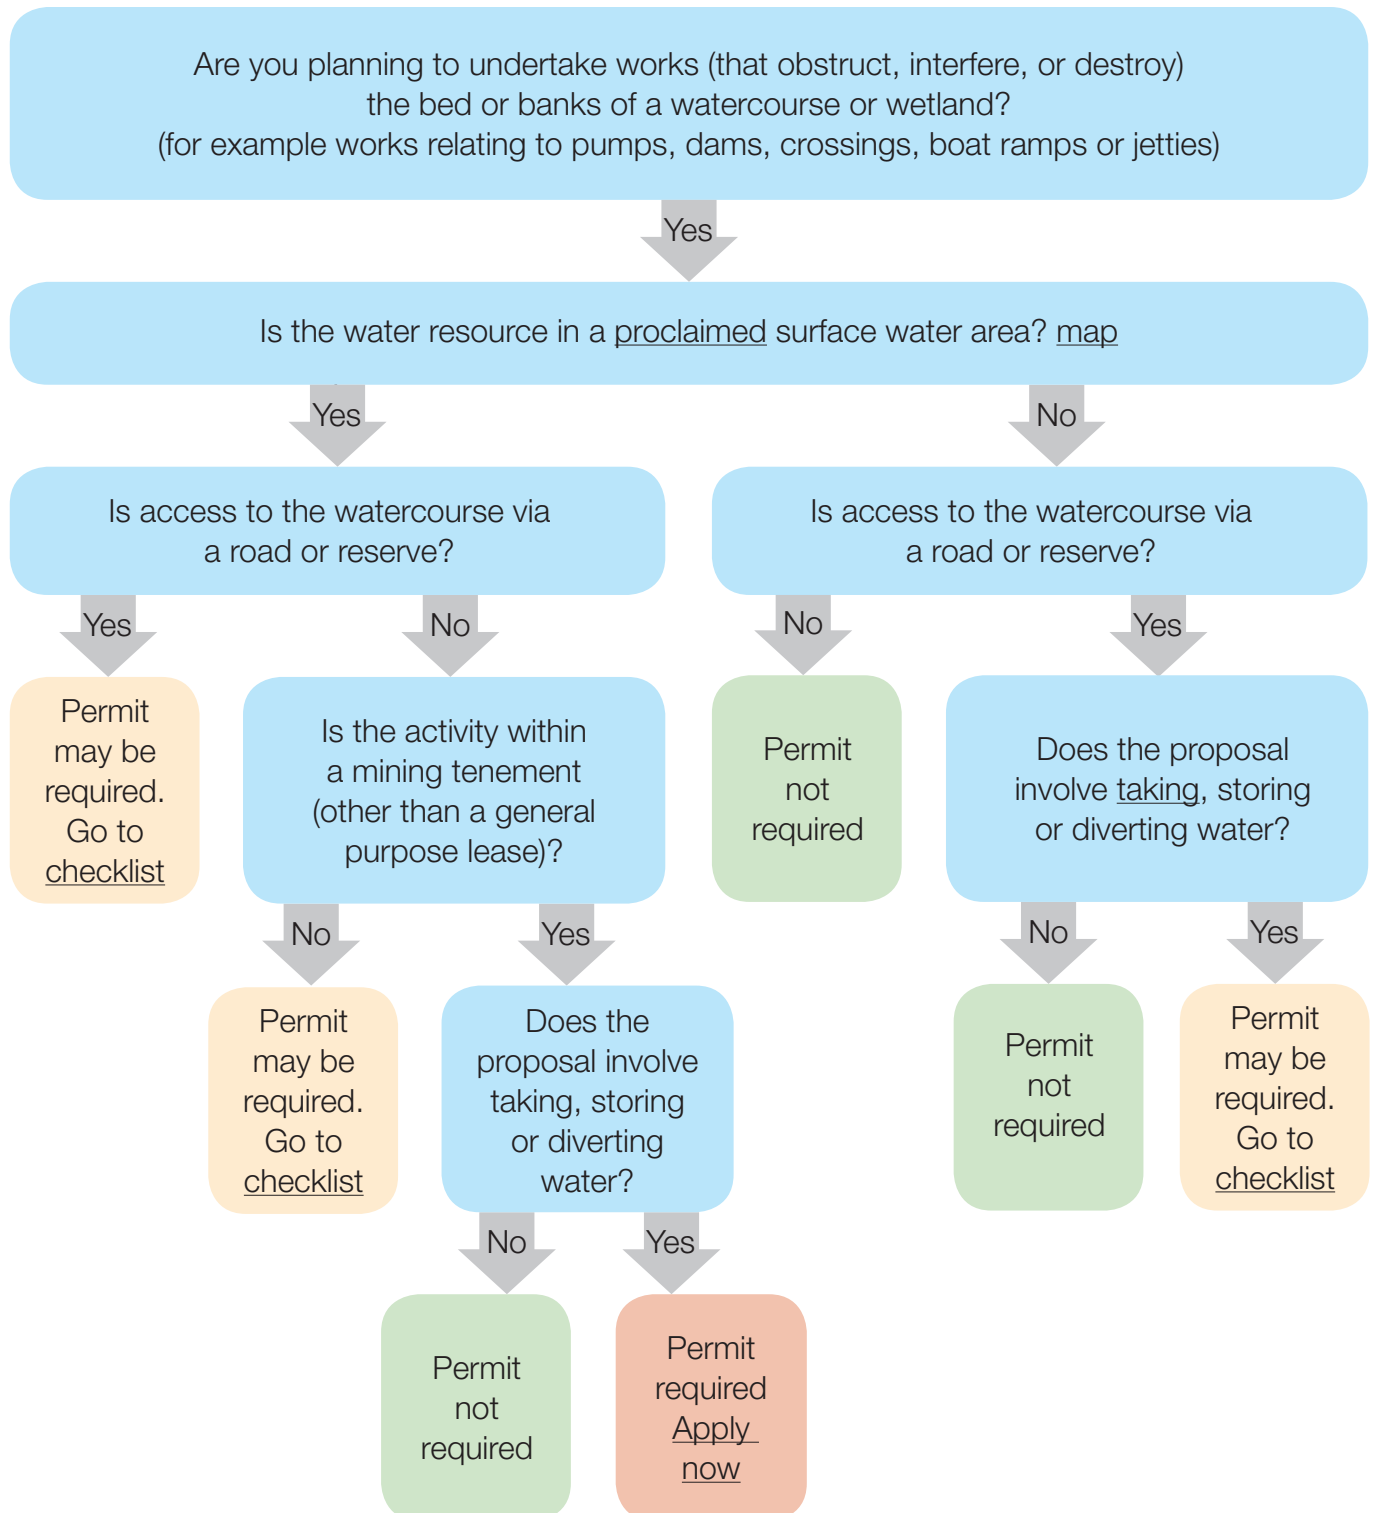 Are you planning to undertake works (that obstruct, interfere, or destroy)
the bed or banks of a watercourse or wetland?
(for example works relating to pumps, dams, crossings, boat ramps or jetties)
Yes
Is the water resource in a proclaimed surface water area? map
Yes
No
Is access to the watercourse via
a road or reserve?
Is access to the watercourse via
a road or reserve?
Yes
No
No
Yes
Permit
may be
required.
Go to
checklist
Is the activity within
a mining tenement
(other than a general
purpose lease)?
Permit
not
required
Does the proposal
involve taking, storing
or diverting water?
No
Yes
No
Yes
Permit
may be
required.
Go to
checklist
Does the
proposal involve
taking, storing
or diverting
water?
Permit
not
required
Permit
may be
required.
Go to
checklist
No
Yes
Permit
not
required
Permit
required
Apply
now